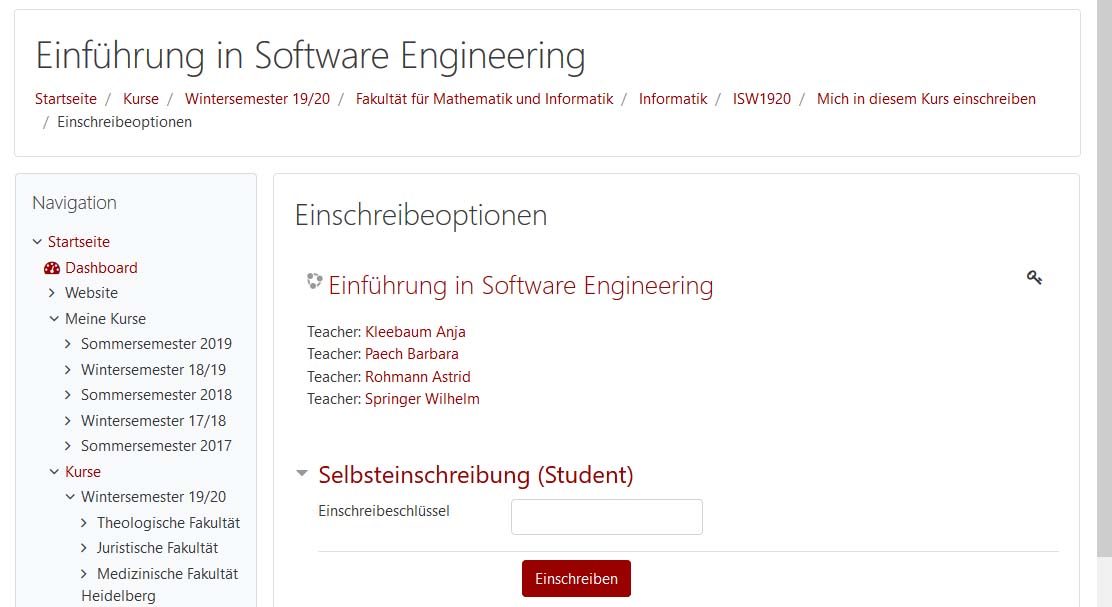 Einführung in Software Engineering
Startseite / Kurse / Wintersemester 19/20 / Fakultät für Mathematik und Informatik / Informatik / ISW1920 / Mich in diesem Kurs einschreiben
/ Einschreibeoptionen
Navigation
Startseite
Dashboard
Website
Meine Kurse
Sommersemester 2019
Wintersemester 18/19
Sommersemester 2018
Wintersemester 17/18
Sommersemester 2017
Kurse
Wintersemester 19/20
Theologische Fakultät
Juristische Fakultät
Medizinische Fakultät
Heidelberg
Einschreibeoptionen
Einführung in Software Engineering
Teacher: Kleebaum Anja
Teacher: Paech Barbara
Teacher: Rohmann Astrid
Teacher: Springer Wilhelm
Selbsteinschreibung (Student)
Einschreibeschlüssel
Einschreiben